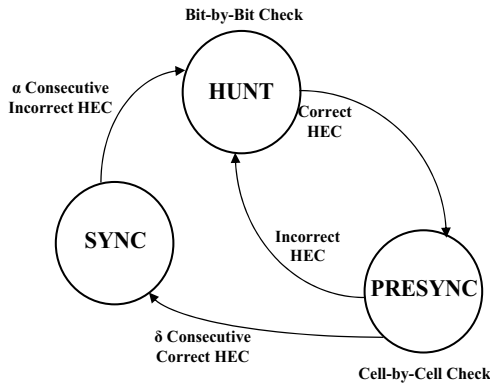 Bit-by-Bit Check
HUNT
α Consecutive
Incorrect HEC
Correct
HEC
SYNC
Incorrect
HEC
PRESYNC
δ Consecutive
Correct HEC
Cell-by-Cell Check